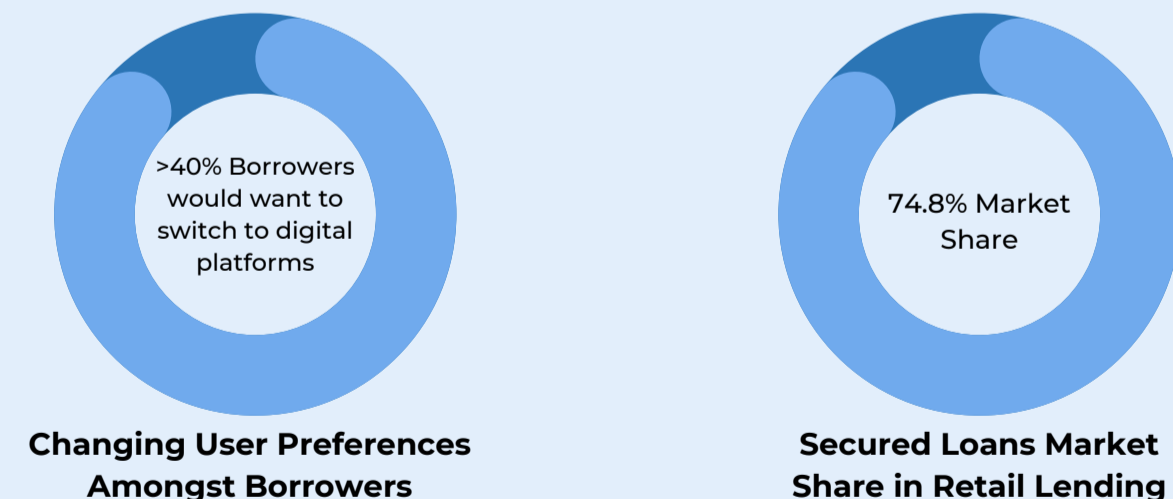 >40% Borrowers
would want to
switch to digital
platforms
Changing User Preferences
Amongst Borrowers
74.8% Market
Share
Secured Loans Market
Share in Retail Lending